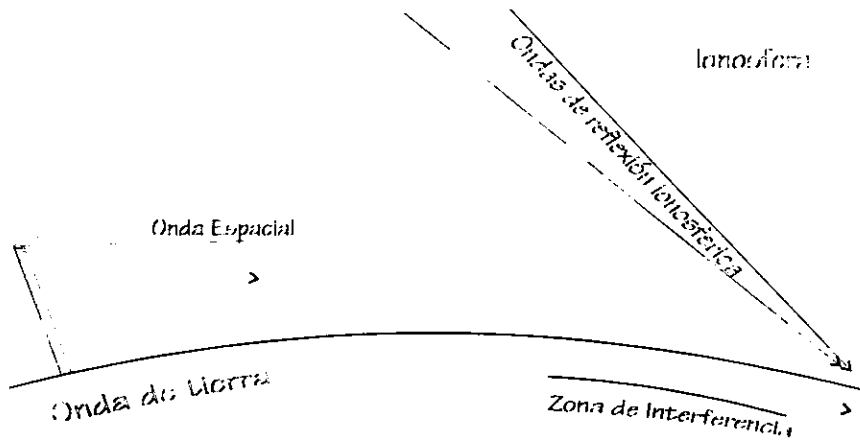 Ionosfera
Ondas de reflexión ionosférica
Onda Espacial
Onda de tierra
Zona de Interferencia